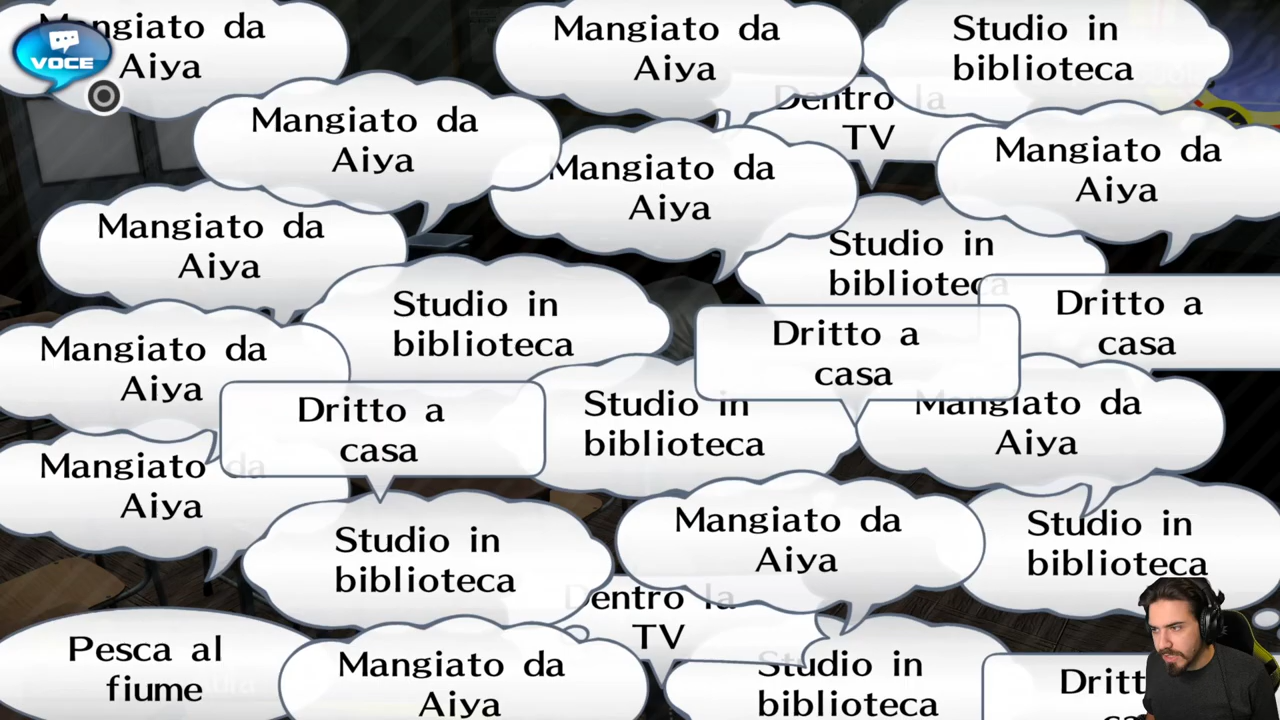 Mangiato da
Aiya
VOCE
Mangiato da
Aiya
Studio in
biblioteca
Dentro la
TV
Mangiato da
Aiya
Mangiato da
Aiya
Mangiato da
Aiya
Mangiato da
Aiya
Studio in
biblioteca
Studio in
biblioteca
Dritto a
casa
Dritto a
casa
Mangiato da
Aiya
Dritto a
casa
Studio in
biblioteca
Mangiato da
Aiya
Mangiato da
Aiya
Studio in
biblioteca
Mangiato da
Aiya
Studio in
biblioteca
Dentro la
TV
Pesca al
fiume
Mangiato da
Aiya
Studio in
biblioteca